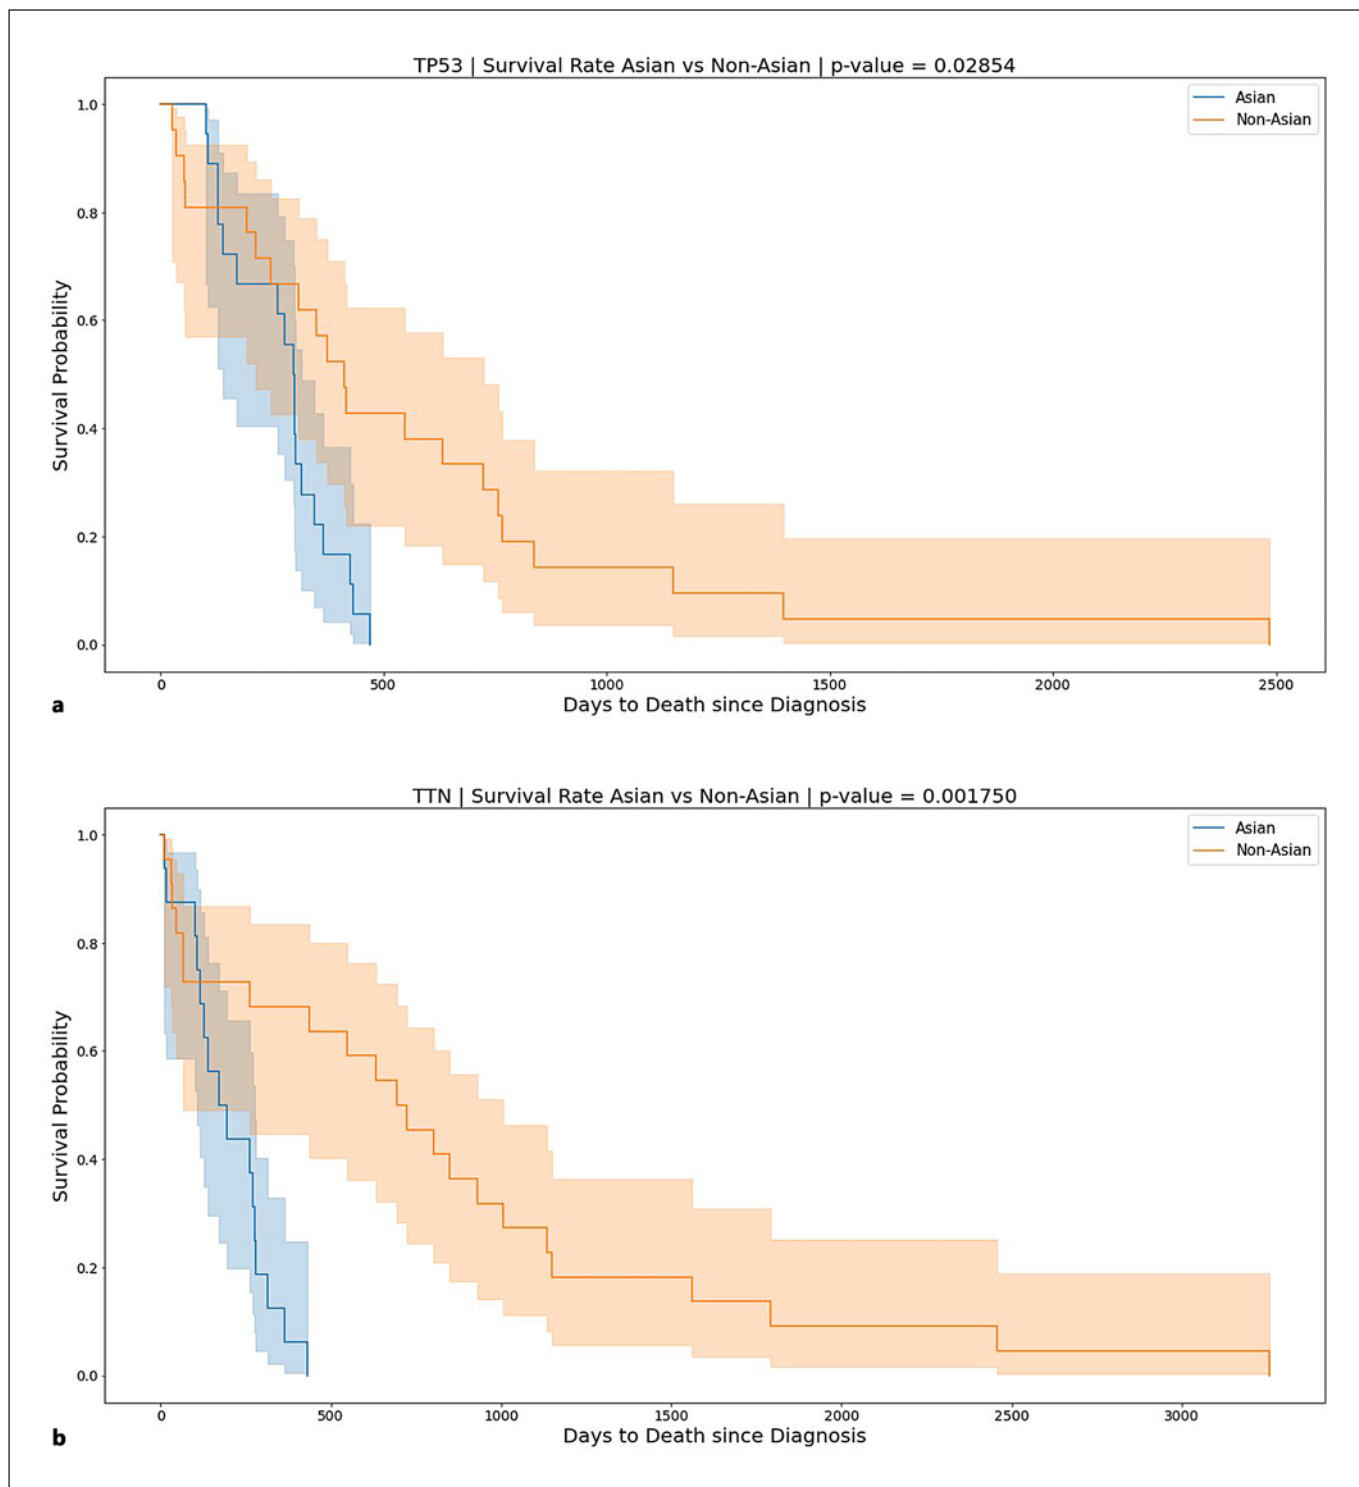 TP53 | Survival Rate Asian vs Non-Asian | p-value = 0.02854
Asian
Non-Asian
1.0
0.8
0.6
0.4
0.2
0.0
Survival Probability
0 500 1000 1500 2000 2500
Days to Death since Diagnosis
a
TTN | Survival Rate Asian vs Non-Asian | p-value = 0.001750
Asian
Non-Asian
1.0
0.8
0.6
0.4
0.2
0.0
Survival Probability
0 500 1000 1500 2000 2500 3000
Days to Death since Diagnosis
b